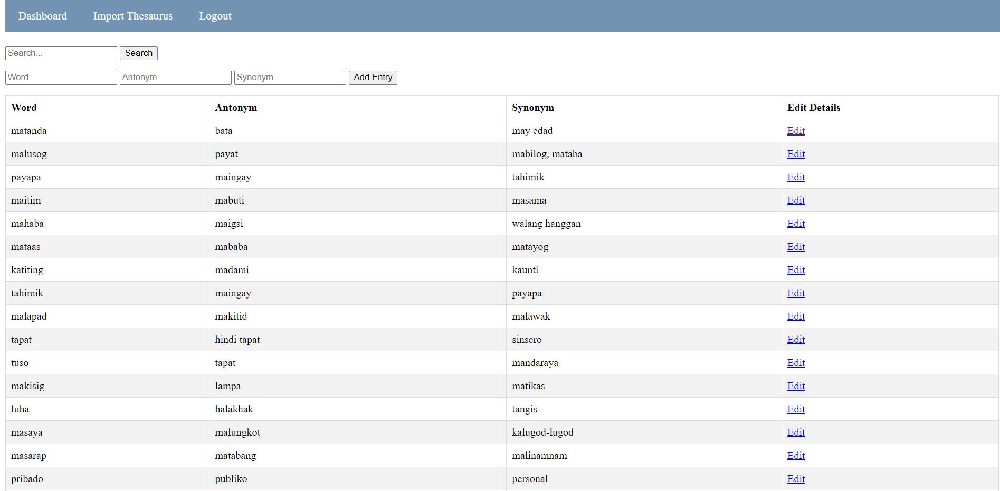 Dashboard Import Thesaurus Logout
Search... Search
Word Antonym Synonym Add Entry
Word Antonym Synonym Edit Details
matanda bata may edad Edit
malusog payat mabilog, mataba Edit
payapa maingay tahimik Edit
maitim mabuti masama Edit
mahaba maigsi walang hanggan Edit
mataas mababa matayog Edit
katiting madami kaunti Edit
tahimik maingay payapa Edit
malapad makitid malawak Edit
tapat hindi tapat sinsero Edit
tuso tapat mandaraya Edit
makisig lampa matikas Edit
luha halakhak tangis Edit
masaya malungkot kalugod-lugod Edit
masarap matabang malinamnam Edit
pribado publiko personal Edit